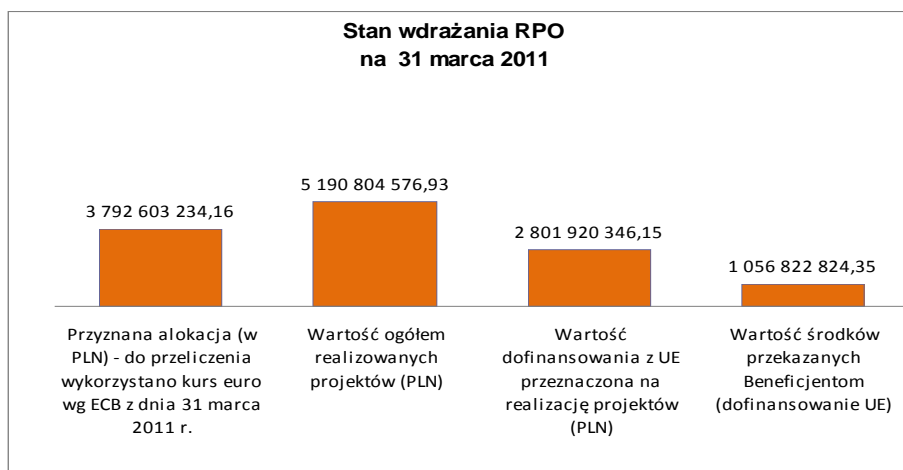 Stan wdrażania RPO
na 31 marca 2011
5 190 804 576,93
3 792 603 234,16
2 801 920 346,15
1 056 822 824,35
Przyznana alokacja (w
PLN) - do przeliczenia
wykorzystano kurs euro
wg ECB z dnia 31 marca
2011 r.
Wartość ogółem
realizowanych
projektów (PLN)
Wartość
dofinansowania z UE
przeznaczona na
realizację projektów
(PLN)
Wartość środków
przekazanych
Beneficjentom
(dofinansowanie UE)